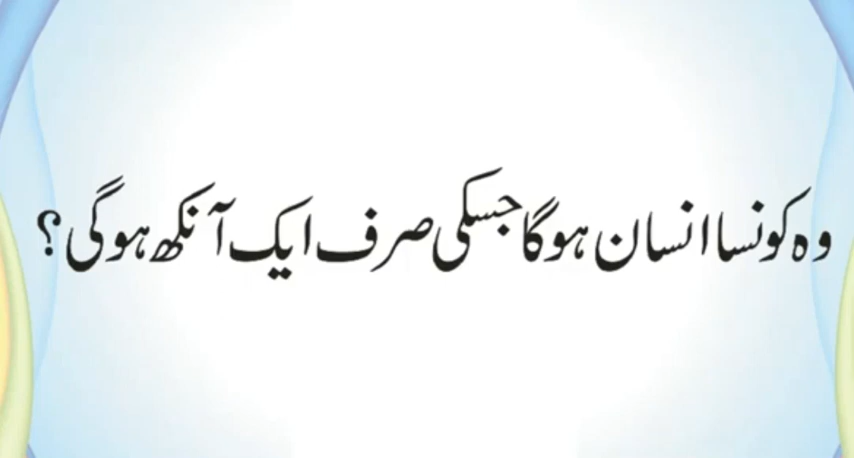 وہ کونسا انسان ہوگا جسکی صرف ایک آنکھ ہوگی؟